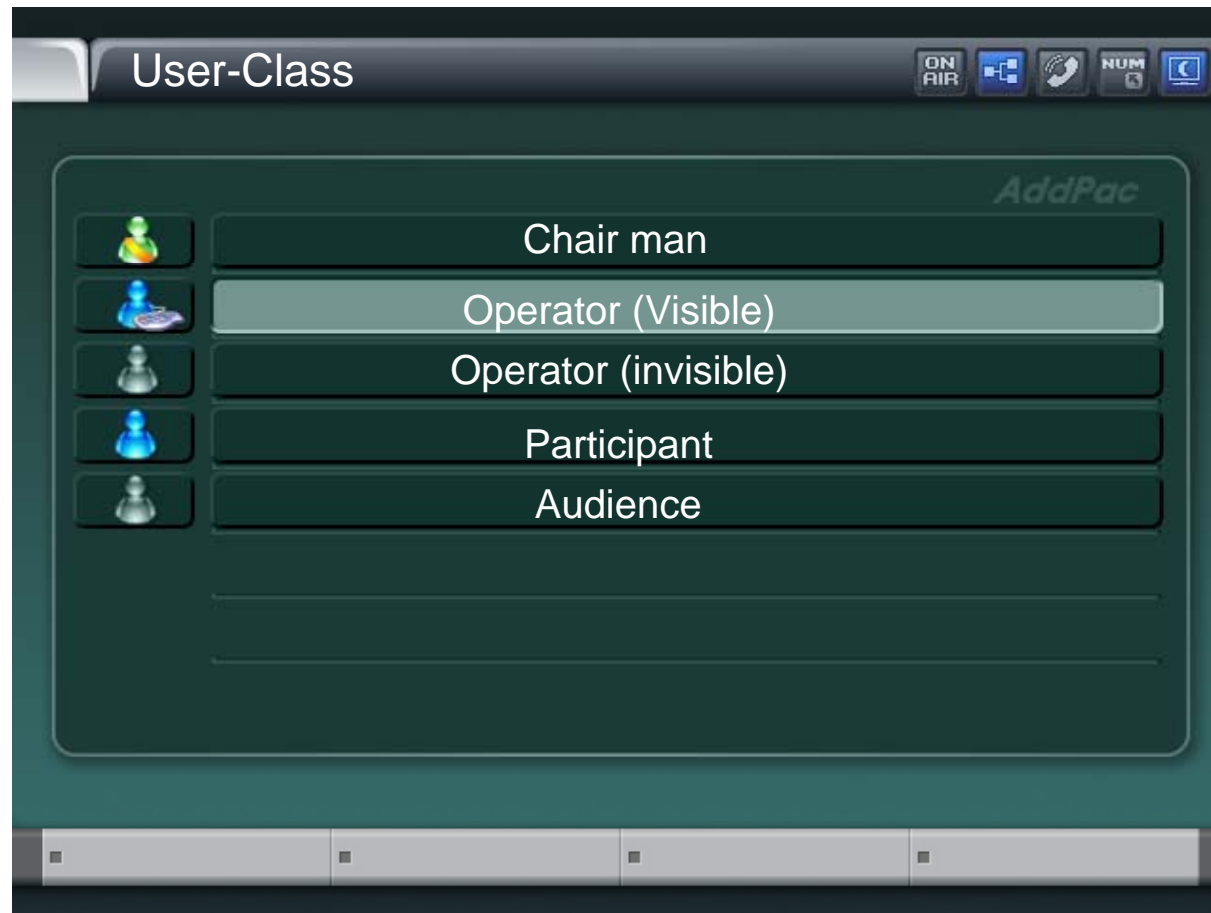 User-Class
ON AIR
NUM
AddPac
Chair man
Operator (Visible)
Operator (invisible)
Participant
Audience